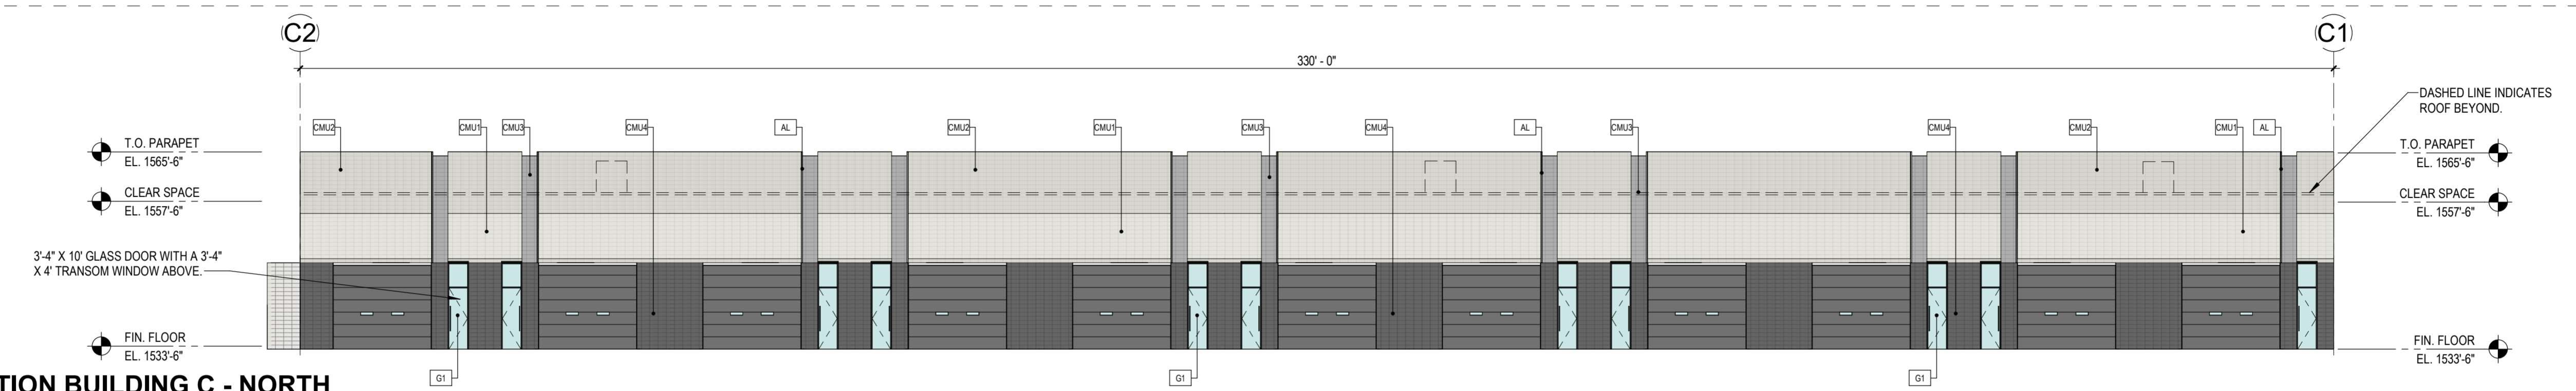 C2
C1
330' - 0"
DASHED LINE INDICATES
ROOF BEYOND.
CMU2
CMU1
CMU3
CMU4
AL
CMU2
CMU1
CMU3
CMU4
AL
CMU3
CMU4
CMU2
CMU1
AL
T.O. PARAPET
EL. 1565'-6"
T.O. PARAPET
EL. 1565'-6"
CLEAR SPACE
EL. 1557'-6"
CLEAR SPACE
EL. 1557'-6"
3'-4" X 10' GLASS DOOR WITH A 3'-4"
X 4' TRANSOM WINDOW ABOVE.
FIN. FLOOR
EL. 1533'-6"
FIN. FLOOR
EL. 1533'-6"
G1
G1
G1
TION BUILDING C - NORTH